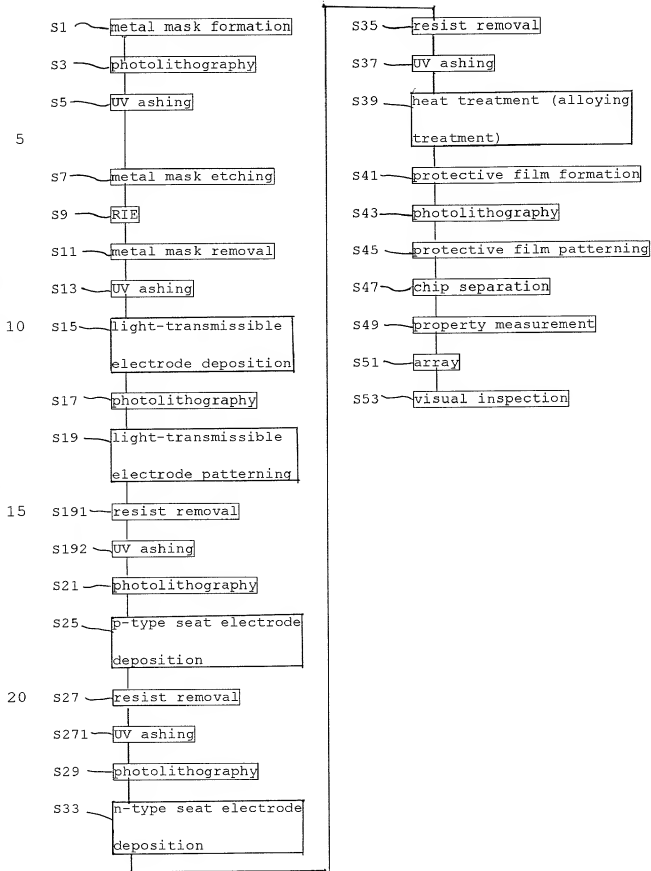 S1 metal mask formation
S3 photolithography
S5 UV ashing
5
S7 metal mask etching
S9 RIE
S11 metal mask removal
S13 UV ashing
10 S15 light-transmissible
electrode deposition
S17 photolithography
S19 light-transmissible
electrode patterning
15 S191 resist removal
S192 UV ashing
S21 photolithography
S25 p-type seat electrode
deposition
20 S27 resist removal
S271 UV ashing
S29 photolithography
S33 n-type seat electrode
deposition
S35 resist removal
S37 UV ashing
S39 heat treatment (alloying
treatment)
S41 protective film formation
S43 photolithography
S45 protective film patterning
S47 chip separation
S49 property measurement
S51 array
S53 visual inspection